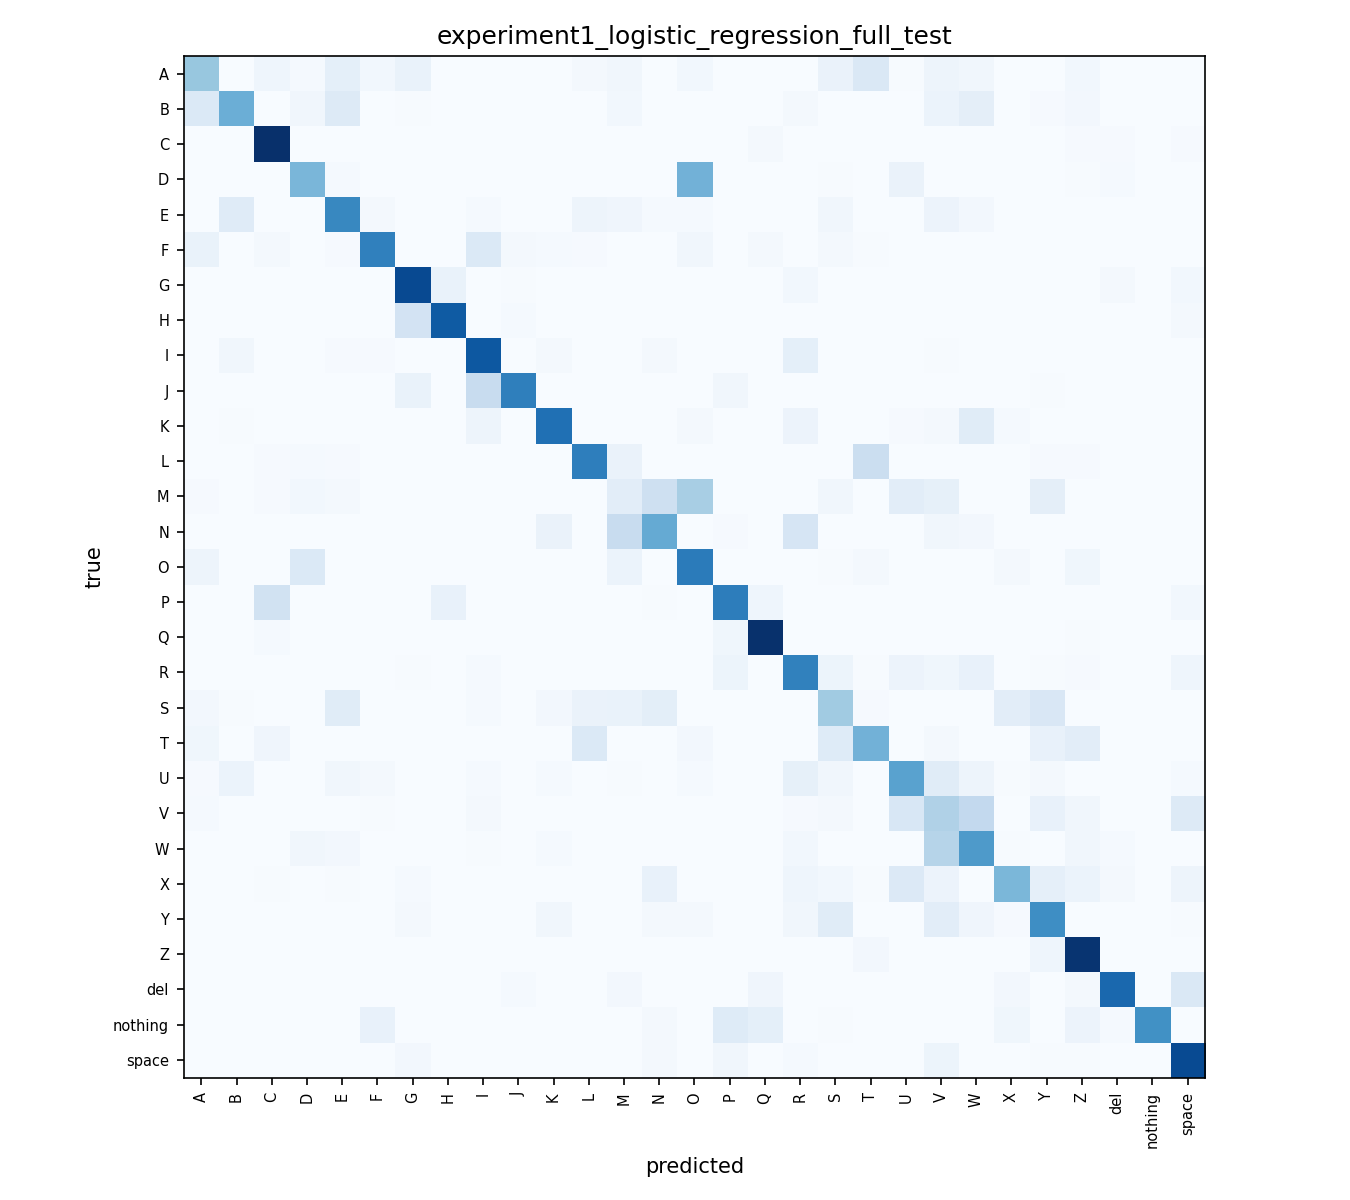 experiment1_logistic_regression_full_test
A
B
C
D
E
F
G
H
I
J
K
L
M
N
O
P
Q
R
S
T
U
V
W
X
Y
Z
del
nothing
space
true
A B C D E F G H I J K L M N O P Q R S T U V W X Y Z del nothing space
predicted